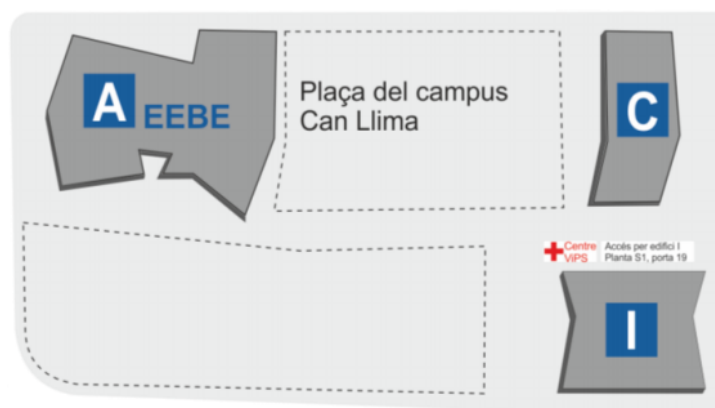 A EEBE
Plaça del campus
Can Llima
C
Centre
ViPS
Accés per edifici I
Planta S1, porta 19
I